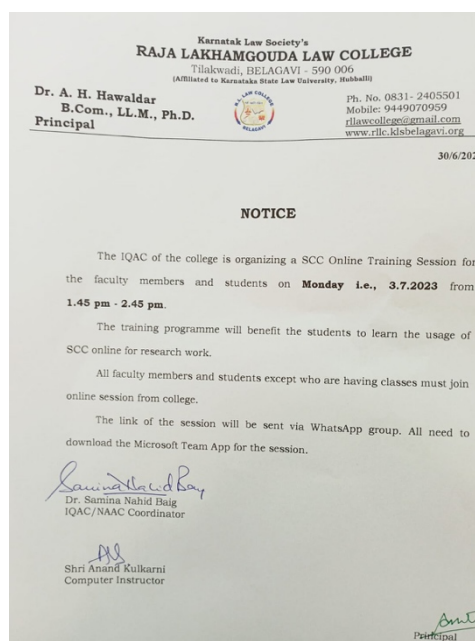 Karnatak Law Society's
RAJA LAKHAMGOUDA LAW COLLEGE
Tilakwadi, BELAGAVI - 590 006
(Affiliated to Karnataka State Law University, Hubballi)
Dr. A. H. Hawaldar
B.Com., LL.M., Ph.D.
Principal
Ph. No. 0831- 2405501
Mobile: 9449070959
rllawcollege@gmail.com
www.rllc.klsbelagavi.org
BELAGAVI
30/6/202
NOTICE
The IQAC of the college is organizing a SCC Online Training Session for
the faculty members and students on Monday i.e., 3.7.2023 from
1.45 pm - 2.45 pm.
The training programme will benefit the students to learn the usage of
SCC online for research work.
All faculty members and students except who are having classes must join
online session from college.
The link of the session will be sent via WhatsApp group. All need to
download the Microsoft Team App for the session.
Samina Nahid Baig
Dr. Samina Nahid Baig
IQAC/NAAC Coordinator
Shri Anand Kulkarni
Computer Instructor
Principal